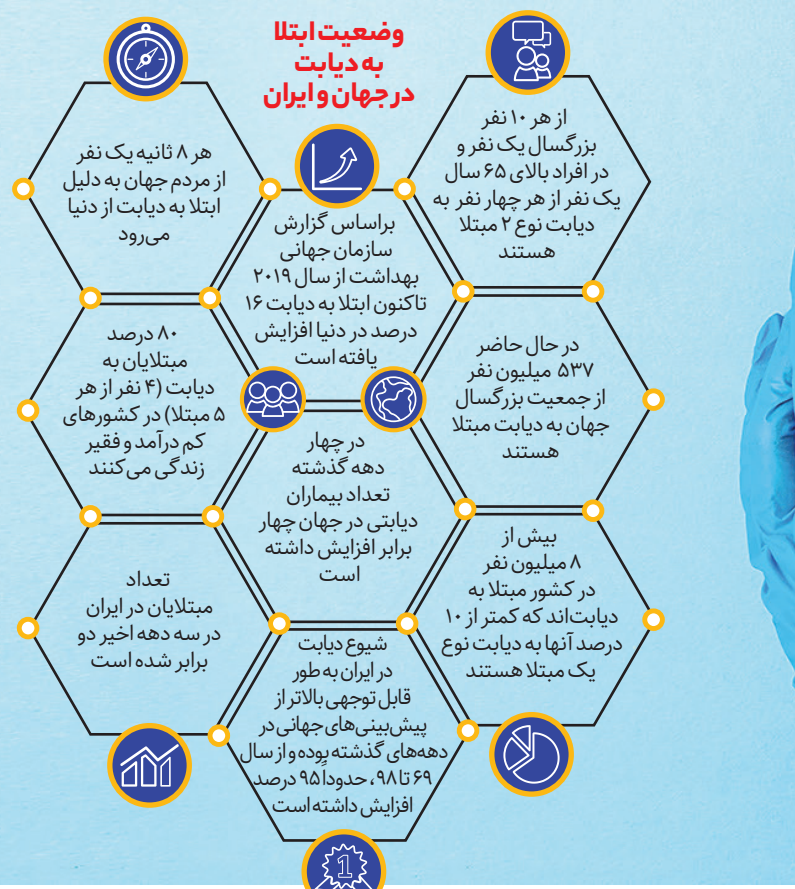 وضعیت ابتلا
به دیابت
در جهان و ایران
از هر ۱۰ نفر
بزرگسال یک نفر و
در افراد بالای ۶۵ سال
یک نفر از هر چهار نفر به
دیابت نوع ۲ مبتلا
هستند
براساس گزارش
سازمان جهانی
بهداشت از سال ۲۰۱۹
تاکنون ابتلا به دیابت ۱۶
درصد در دنیا افزایش
یافته است
هر ۸ ثانیه یک نفر
از مردم جهان به دلیل
ابتلا به دیابت از دنیا
می‌رود
در حال حاضر
۵۳۷ میلیون نفر
از جمعیت بزرگسال
جهان به دیابت مبتلا
هستند
در چهار
دهه گذشته
تعداد بیماران
دیابتی در جهان چهار
برابر افزایش داشته
است
۸۰ درصد
مبتلایان به
دیابت (۴ نفر از هر
۵ مبتلا) در کشورهای
کم درآمد و فقیر
زندگی می‌کنند
بیش از
۸ میلیون نفر
در کشور مبتلا به
دیابت‌اند که کمتر از ۱۰
درصد آنها به دیابت نوع
یک مبتلا هستند
شیوع دیابت
در ایران به طور
قابل توجهی بالاتر از
پیش‌بینی‌های جهانی در
دهه‌های گذشته بوده و از سال
۶۹ تا ۹۸، حدوداً ۹۵ درصد
افزایش داشته است
تعداد
مبتلایان در ایران
در سه دهه اخیر دو
برابر شده است
1